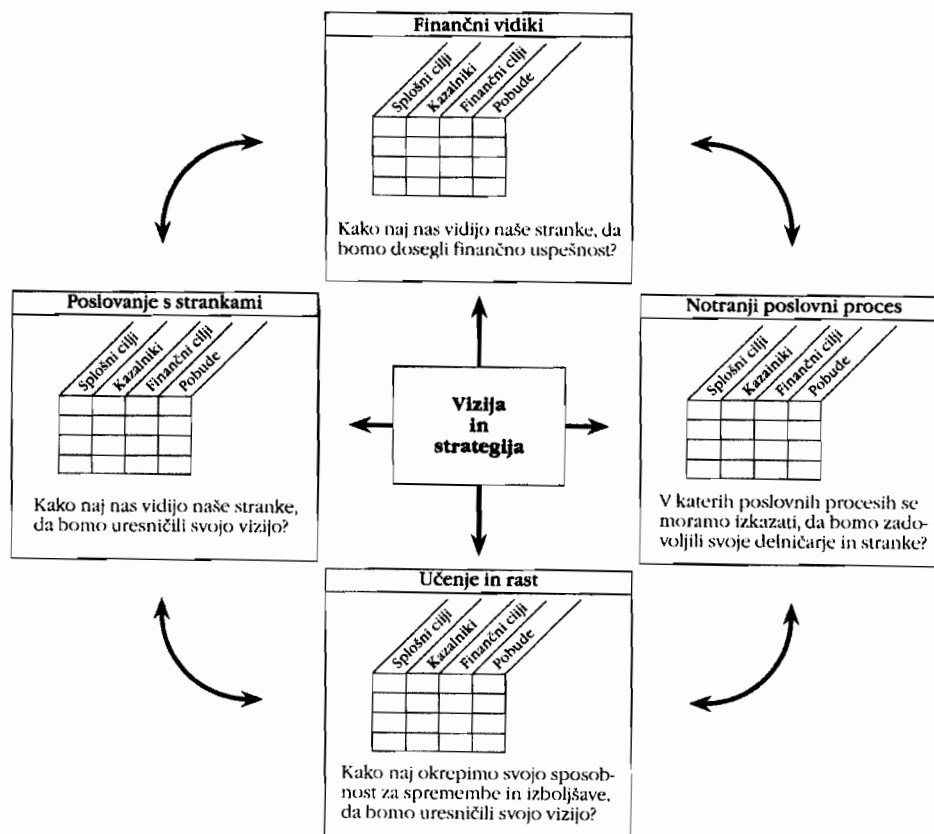 Finančni vidiki
Splošni cilji
Kazalniki
Finančni cilji
Pobude
Kako naj nas vidijo naše stranke, da
bomo dosegli finančno uspešnost?
Poslovanje s strankami
Splošni cilji
Kazalniki
Finančni cilji
Pobude
Kako naj nas vidijo naše stranke,
da bomo uresničili svojo vizijo?
Vizija
in
strategija
Notranji poslovni proces
Splošni cilji
Kazalniki
Finančni cilji
Pobude
V katerih poslovnih procesih se
moramo izkazati, da bomo zado-
voljili svoje delničarje in stranke?
Učenje in rast
Splošni cilji
Kazalniki
Finančni cilji
Pobude
Kako naj okrepimo svojo sposob-
nost za spremembe in izboljšave,
da bomo uresničili svojo vizijo?